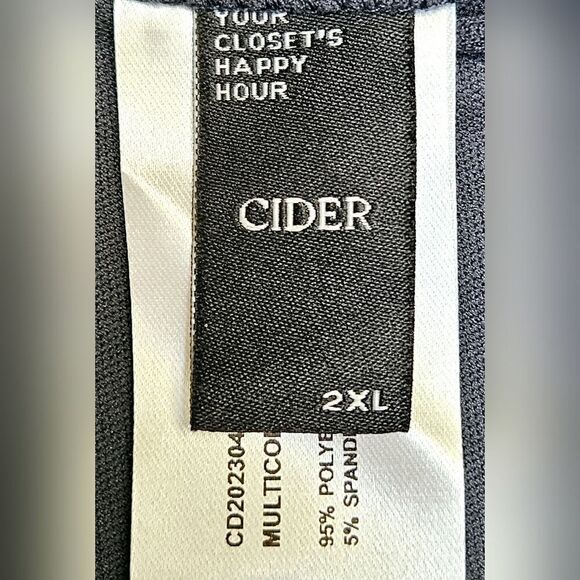 YOUR
CLOSET'S
HAPPY
HOUR
CIDER
2XL
CD202304
MULTICO
95% POLYE
5% SPAND